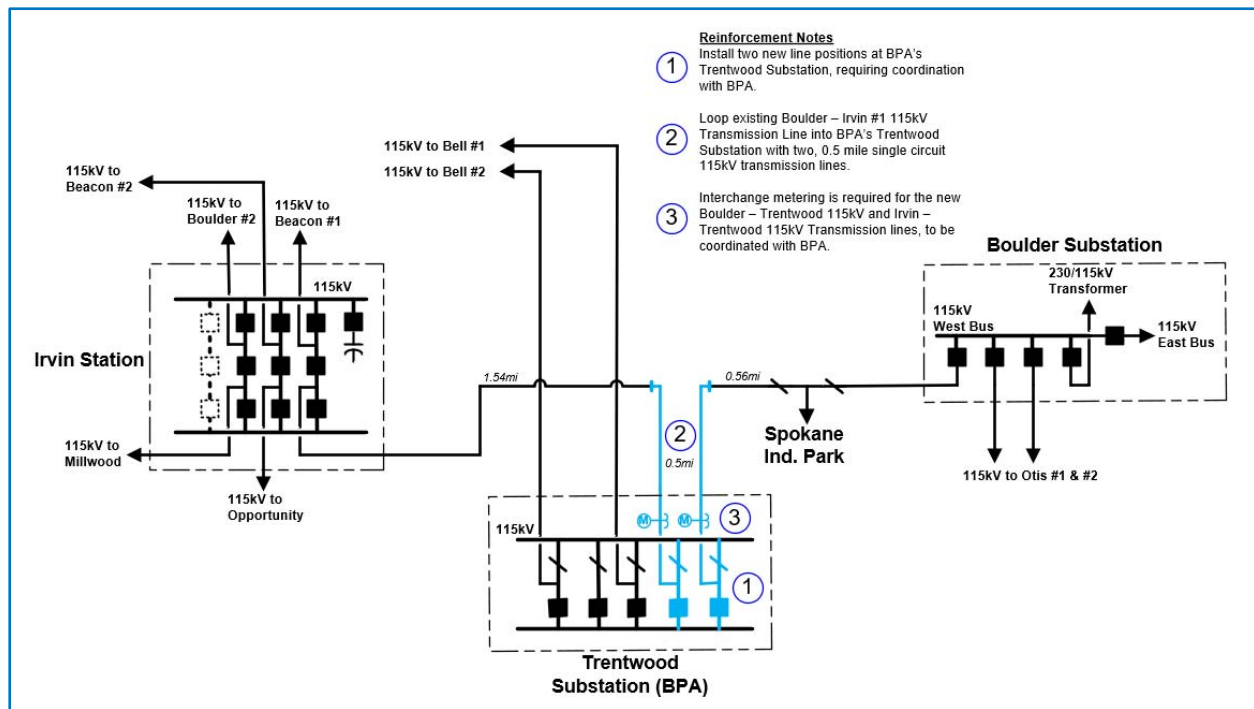 Reinforcement Notes
1
Install two new line positions at BPA's
Trentwood Substation, requiring coordination
with BPA.
2
Loop existing Boulder – Irvin #1 115kV
Transmission Line into BPA's Trentwood
Substation with two, 0.5 mile single circuit
115kV transmission lines.
3
Interchange metering is required for the new
Boulder – Trentwood 115kV and Irvin –
Trentwood 115kV Transmission lines, to be
coordinated with BPA.
115kV to Bell #1
115kV to Bell #2
115kV to
Beacon #2
115kV to
Boulder #2
115kV to
Beacon #1
115kV
Irvin Station
115kV to
Millwood
115kV to
Opportunity
1.54mi
0.56mi
2
0.5mi
Spokane
Ind. Park
Boulder Substation
230/115kV
Transformer
115kV
West Bus
115kV
East Bus
115kV to Otis #1 & #2
M
M
3
115kV
1
Trentwood
Substation (BPA)